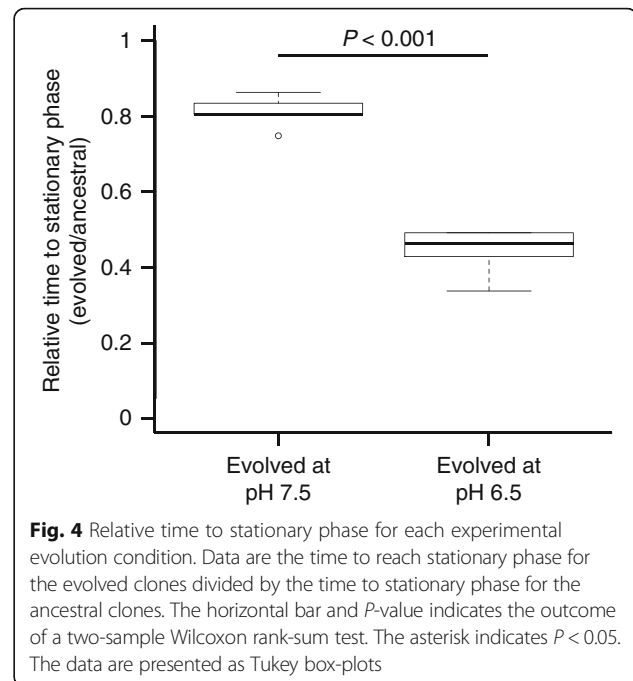 P < 0.001
1
0.8
0.6
0.4
0.2
0
Relative time to stationary phase
(evolved/ancestral)
Evolved at
pH 7.5
Evolved at
pH 6.5
Fig. 4 Relative time to stationary phase for each experimental
evolution condition. Data are the time to reach stationary phase for
the evolved clones divided by the time to stationary phase for the
ancestral clones. The horizontal bar and P-value indicates the outcome
of a two-sample Wilcoxon rank-sum test. The asterisk indicates P < 0.05.
The data are presented as Tukey box-plots